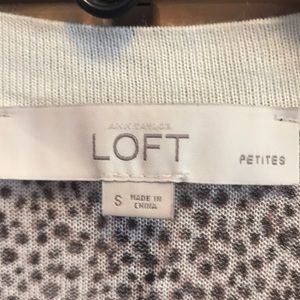 ANN TAYLOR
LOFT
PETITES
S MADE IN
CHINA